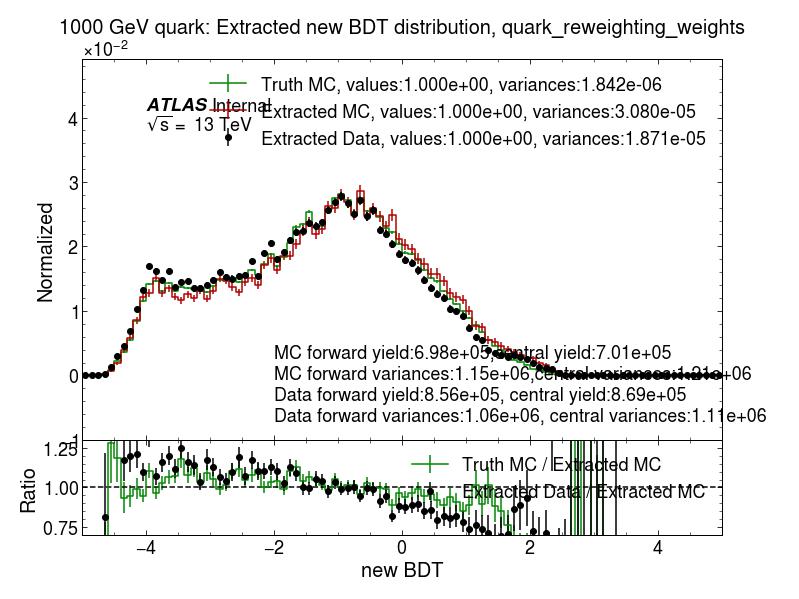 1000 GeV quark: Extracted new BDT distribution, quark_reweighting_weights
×10−2
Truth MC, values:1.000e+00, variances:1.842e-06
ATLAS Internal
Extracted MC, values:1.000e+00, variances:3.080e-05
√s = 13 TeV
Extracted Data, values:1.000e+00, variances:1.871e-05
4
3
2
1
0
−1
Normalized
MC forward yield:6.98e+05, central yield:7.01e+05
MC forward variances:1.15e+06,central variances:1.21e+06
Data forward yield:8.56e+05, central yield:8.69e+05
Data forward variances:1.06e+06, central variances:1.11e+06
1.25
1.00
0.75
Ratio
Truth MC / Extracted MC
Extracted Data / Extracted MC
−4 −2 0 2 4
new BDT